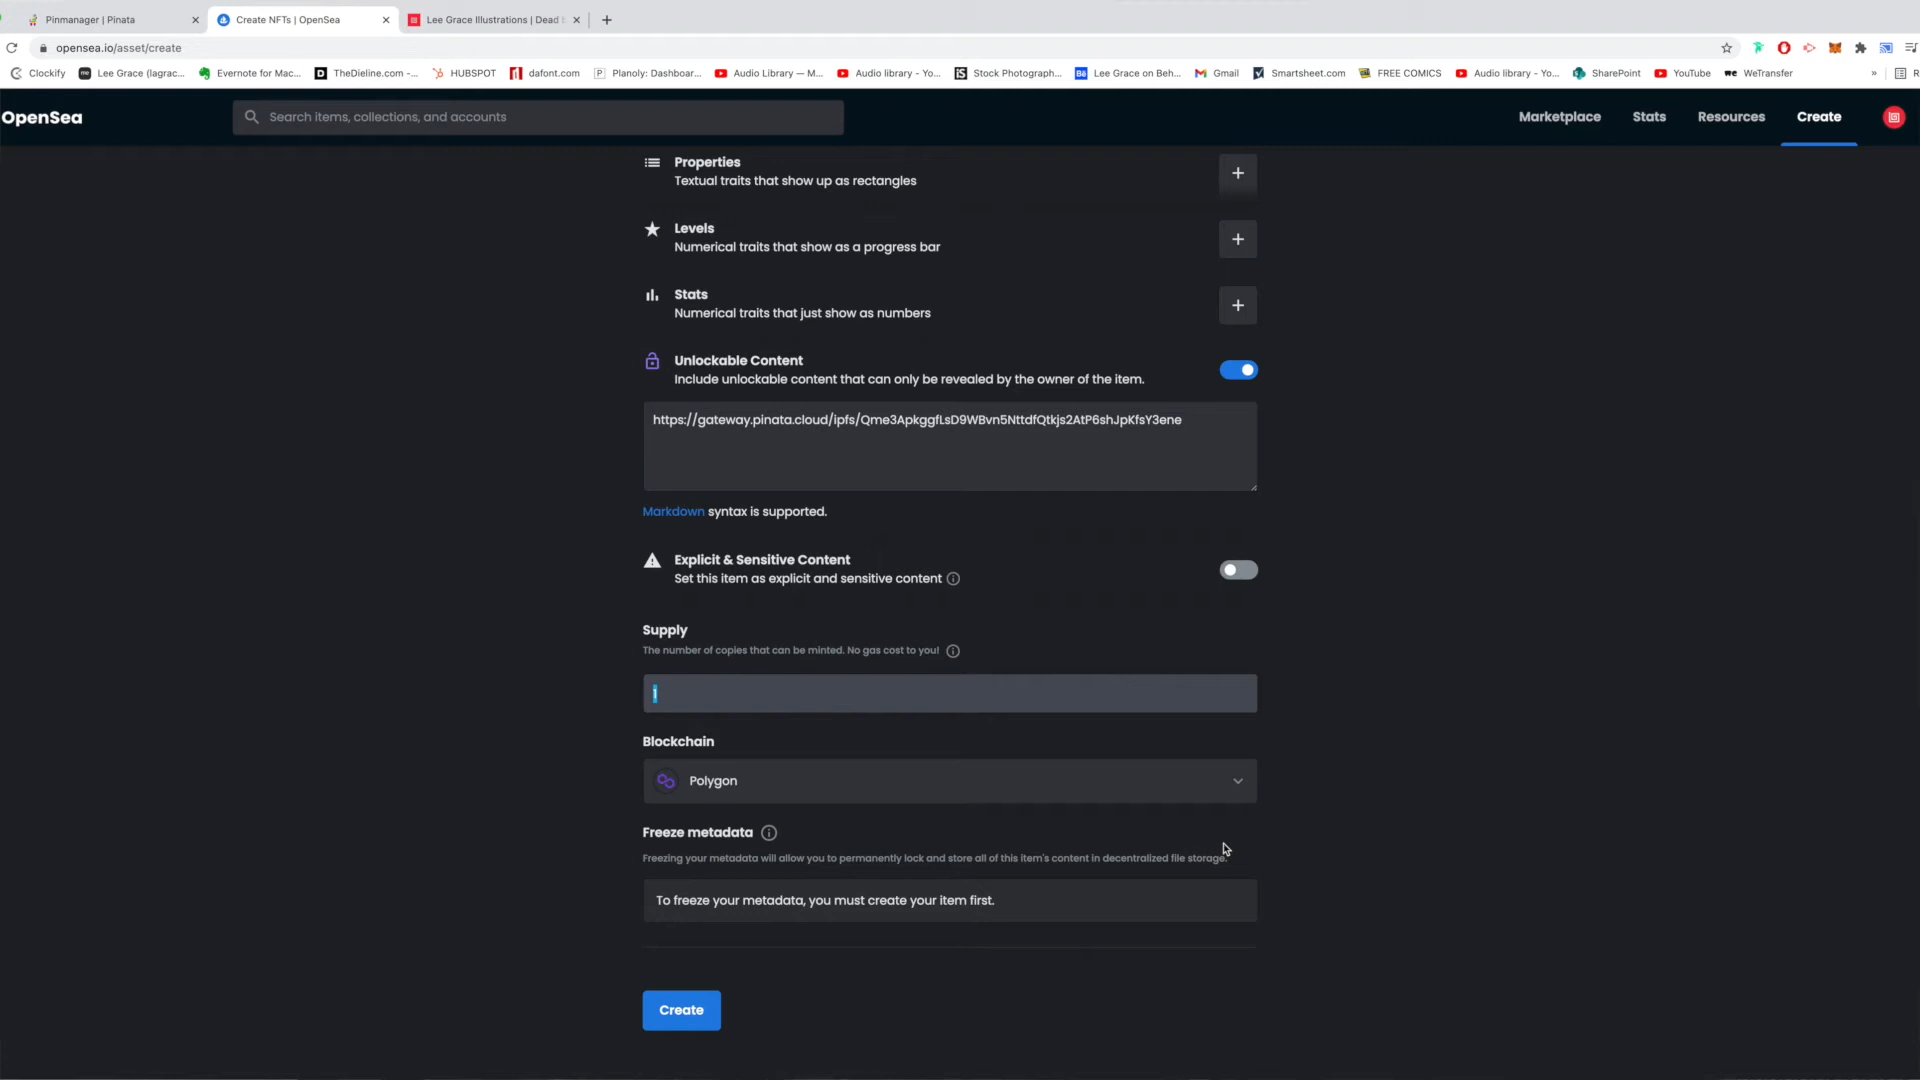 Pinmanager | Pinata
Create NFTs | OpenSea
Lee Grace Illustrations | Dead
opensea.io/asset/create
Clockify
Lee Grace (lagrac...
Evernote for Mac...
TheDieline.com -...
HUBSPOT
dafont.com
Planoly: Dashboar...
Audio Library — M...
Audio library - Yo...
Stock Photograph...
Lee Grace on Beh...
Gmail
Smartsheet.com
FREE COMICS
Audio library - Yo...
SharePoint
YouTube
WeTransfer
OpenSea
Search items, collections, and accounts
Marketplace
Stats
Resources
Create
Properties
Textual traits that show up as rectangles
Levels
Numerical traits that show as a progress bar
Stats
Numerical traits that just show as numbers
Unlockable Content
Include unlockable content that can only be revealed by the owner of the item.
https://gateway.pinata.cloud/ipfs/Qme3ApkggfLsD9WBvn5NttdfQtkjs2AtP6shJpKfsY3ene
Markdown syntax is supported.
Explicit & Sensitive Content
Set this item as explicit and sensitive content
Supply
The number of copies that can be minted. No gas cost to you!
1
Blockchain
Polygon
Freeze metadata
Freezing your metadata will allow you to permanently lock and store all of this item's content in decentralized file storage.
To freeze your metadata, you must create your item first.
Create